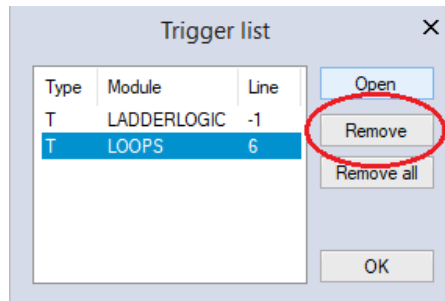 Trigger list
Type Module Line
T LADDERLOGIC -1
T LOOPS 6
Open
Remove
Remove all
OK